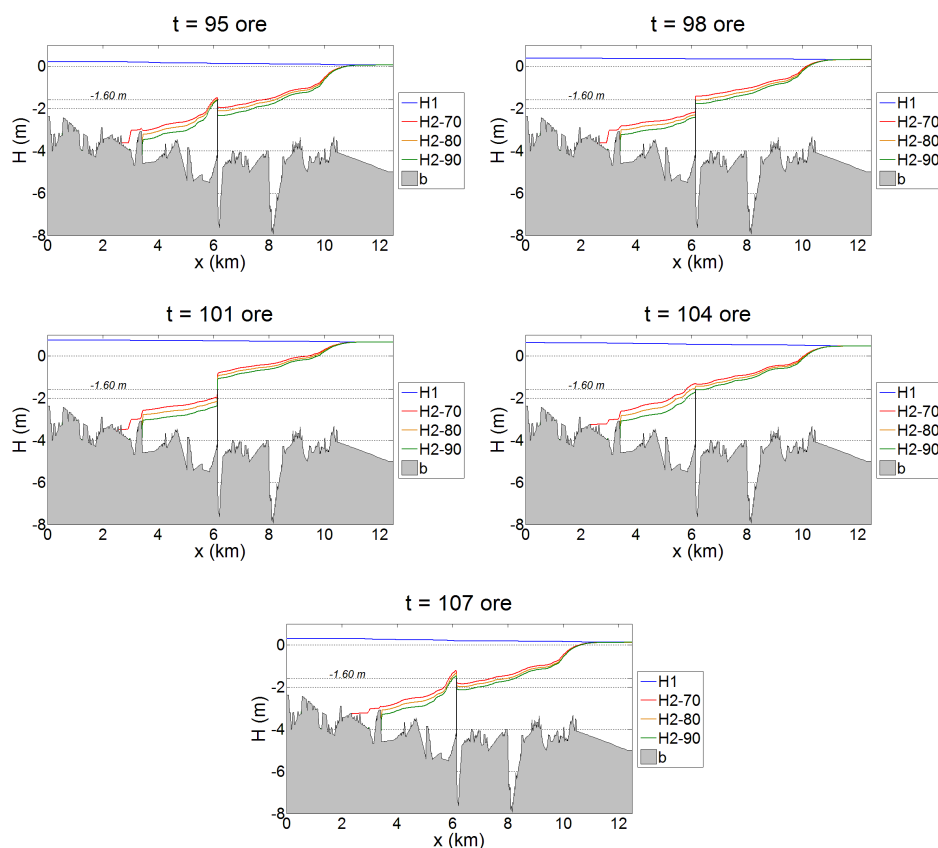 t = 95 ore
H (m)
0
-2
-4
-6
-8
-1.60 m
0 2 4 6 8 10 12
x (km)
H1
H2-70
H2-80
H2-90
b
t = 98 ore
H (m)
0
-2
-4
-6
-8
-1.60 m
0 2 4 6 8 10 12
x (km)
H1
H2-70
H2-80
H2-90
b
t = 101 ore
H (m)
0
-2
-4
-6
-8
-1.60 m
0 2 4 6 8 10 12
x (km)
H1
H2-70
H2-80
H2-90
b
t = 104 ore
H (m)
0
-2
-4
-6
-8
-1.60 m
0 2 4 6 8 10 12
x (km)
H1
H2-70
H2-80
H2-90
b
t = 107 ore
H (m)
0
-2
-4
-6
-8
-1.60 m
0 2 4 6 8 10 12
x (km)
H1
H2-70
H2-80
H2-90
b